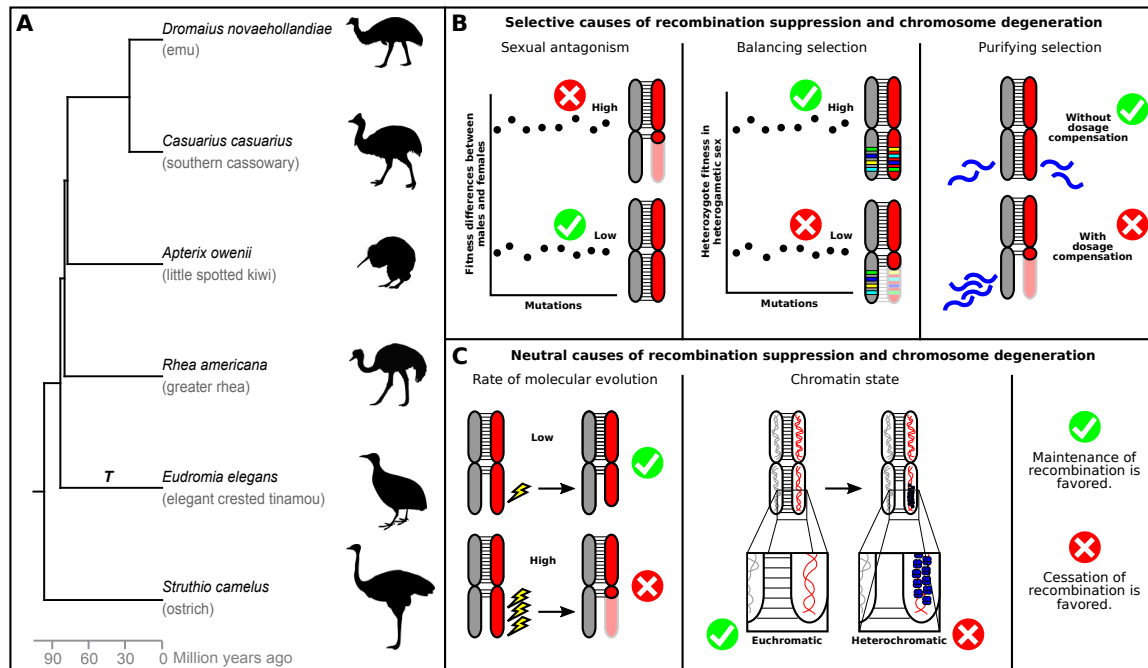 A
Dromaius novaehollandiae
(emu)
Casuarius casuarius
(southern cassowary)
Apterix owenii
(little spotted kiwi)
Rhea americana
(greater rhea)
T
Eudromia elegans
(elegant crested tinamou)
Struthio camelus
(ostrich)
90 60 30 0 Million years ago
B
Selective causes of recombination suppression and chromosome degeneration
Sexual antagonism
Fitness differences between
males and females
High
Low
Mutations
Balancing selection
Heterozygote fitness in
heterogametic sex
High
Low
Mutations
Purifying selection
Without
dosage
compensation
With
dosage
compensation
C
Neutral causes of recombination suppression and chromosome degeneration
Rate of molecular evolution
Low
High
Chromatin state
Euchromatic
Heterochromatic
Maintenance of
recombination is
favored.
Cessation of
recombination is
favored.